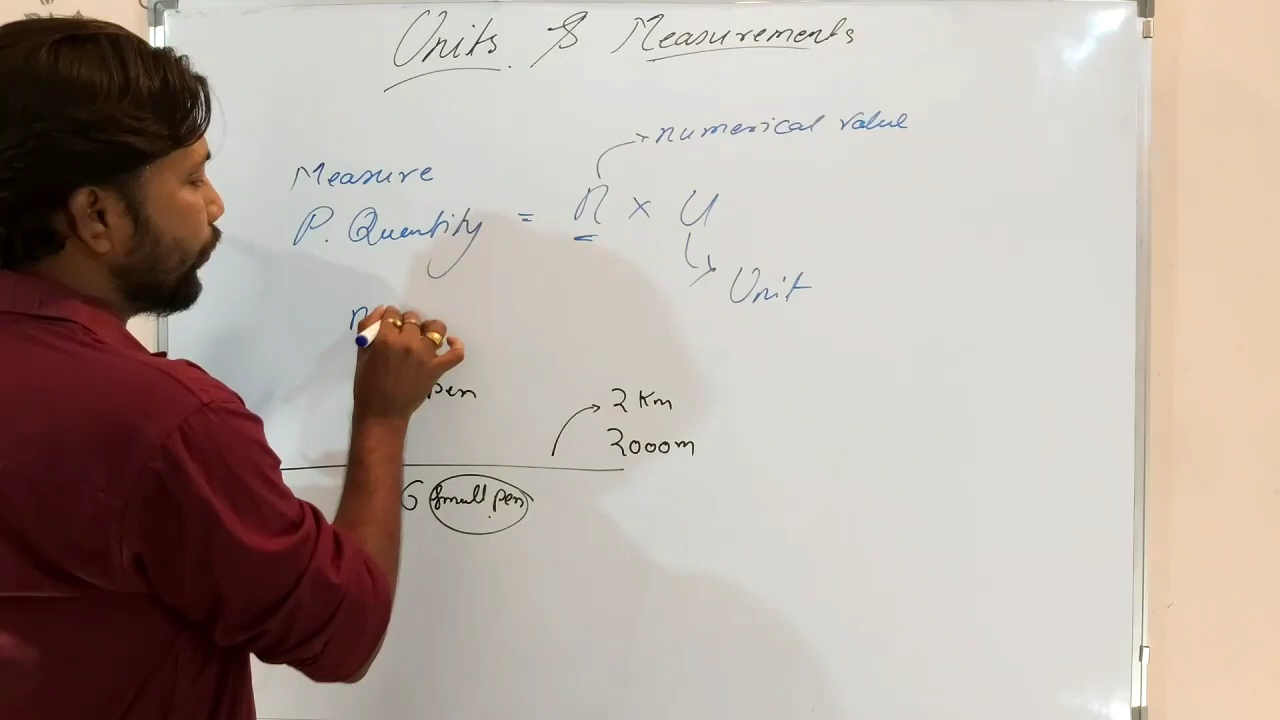 Units & Measurements
numerical value
Measure
P. Quantity = n × u
Unit
n
pen
2 Km
2000m
6 Small pen